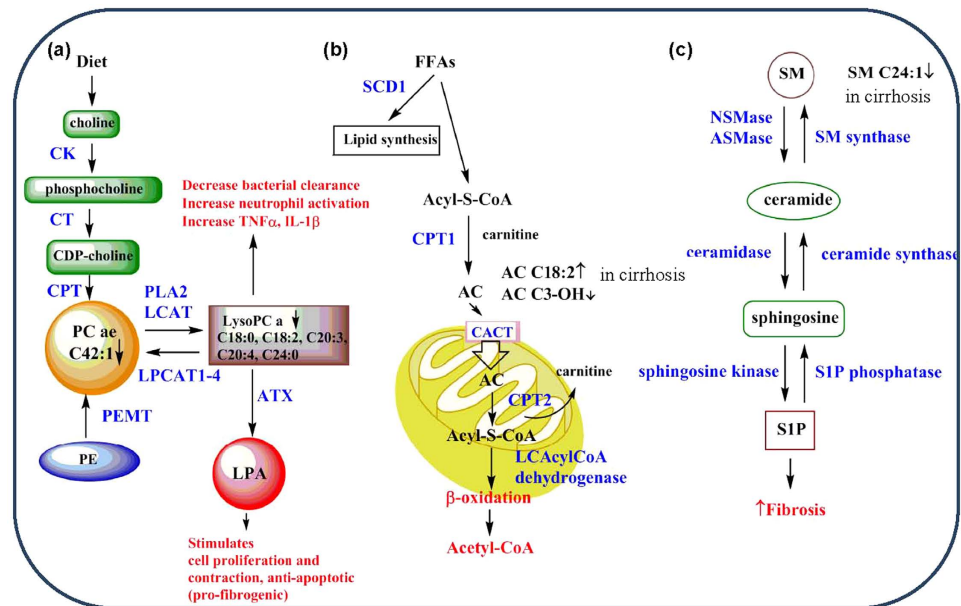 (a)
Diet
choline
CK
phosphocholine
CT
CDP-choline
CPT
PC ae
C42:1↓
PLA2
LCAT
LPCAT1-4
PEMT
PE
Decrease bacterial clearance
Increase neutrophil activation
Increase TNFα, IL-1β
LysoPC a ↓
C18:0, C18:2, C20:3,
C20:4, C24:0
ATX
LPA
Stimulates
cell proliferation and
contraction, anti-apoptotic
(pro-fibrogenic)
(b)
FFAs
SCD1
Lipid synthesis
Acyl-S-CoA
CPT1
carnitine
AC C18:2↑ in cirrhosis
AC C3-OH↓
AC
CACT
AC
carnitine
CPT2
Acyl-S-CoA
LCAcylCoA
dehydrogenase
β-oxidation
Acetyl-CoA
(c)
SM
SM C24:1↓
in cirrhosis
NSMase
ASMase
SM synthase
ceramide
ceramidase
ceramide synthase
sphingosine
sphingosine kinase
S1P phosphatase
S1P
↑Fibrosis